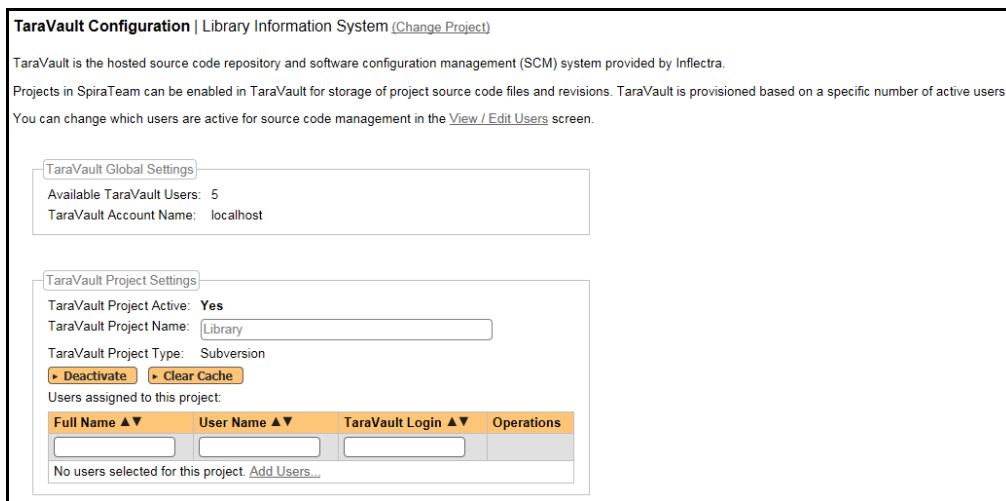 TaraVault Configuration | Library Information System (Change Project)
TaraVault is the hosted source code repository and software configuration management (SCM) system provided by Inflectra.
Projects in SpiraTeam can be enabled in TaraVault for storage of project source code files and revisions. TaraVault is provisioned based on a specific number of active users
You can change which users are active for source code management in the View / Edit Users screen.
TaraVault Global Settings
Available TaraVault Users: 5
TaraVault Account Name: localhost
TaraVault Project Settings
TaraVault Project Active: Yes
TaraVault Project Name: Library
TaraVault Project Type: Subversion
▸ Deactivate ▸ Clear Cache
Users assigned to this project:
Full Name ▲▼ User Name ▲▼ TaraVault Login ▲▼ Operations
No users selected for this project. Add Users...